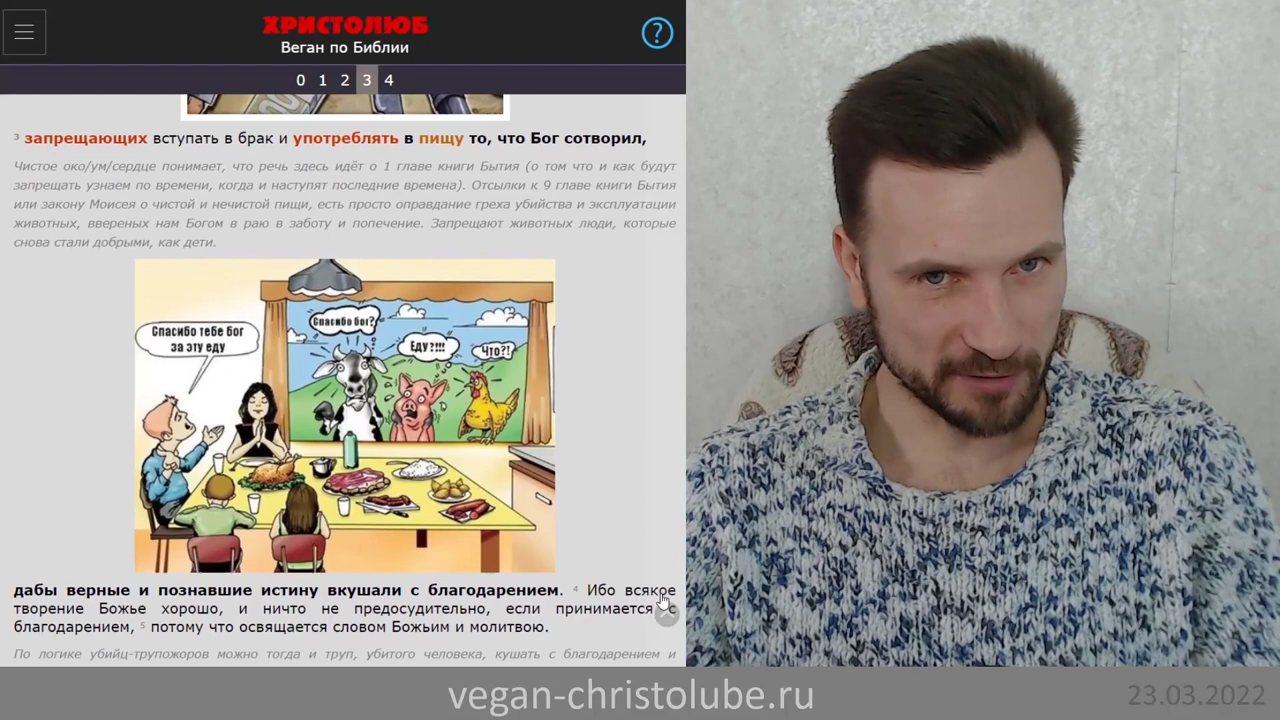 ХРИСТОЛЮБ
Веган по Библии
?
0 1 2 3 4
3 запрещающих вступать в брак и употреблять в пищу то, что Бог сотворил,
Чистое око/ум/сердце понимает, что речь здесь идёт о 1 главе книги Бытия (о том что и как будут
запрещать узнаем по времени, когда и наступят последние времена). Отсылки к 9 главе книги Бытия
или закону Моисея о чистой и нечистой пищи, есть просто оправдание греха убийства и эксплуатации
животных, ввереных нам Богом в раю в заботу и попечение. Запрещают животных люди, которые
снова стали добрыми, как дети.
Спасибо тебе бог
за эту еду
Спасибо бог?
Еду?!!!
Что?!
дабы верные и познавшие истину вкушали с благодарением. 4 Ибо всякое
творение Божье хорошо, и ничто не предосудительно, если принимается с
благодарением, 5 потому что освящается словом Божьим и молитвою.
По логике убийц-трупожоров можно тогда и труп, убитого человека, кушать с благодарением и
vegan-christolube.ru
23.03.2022